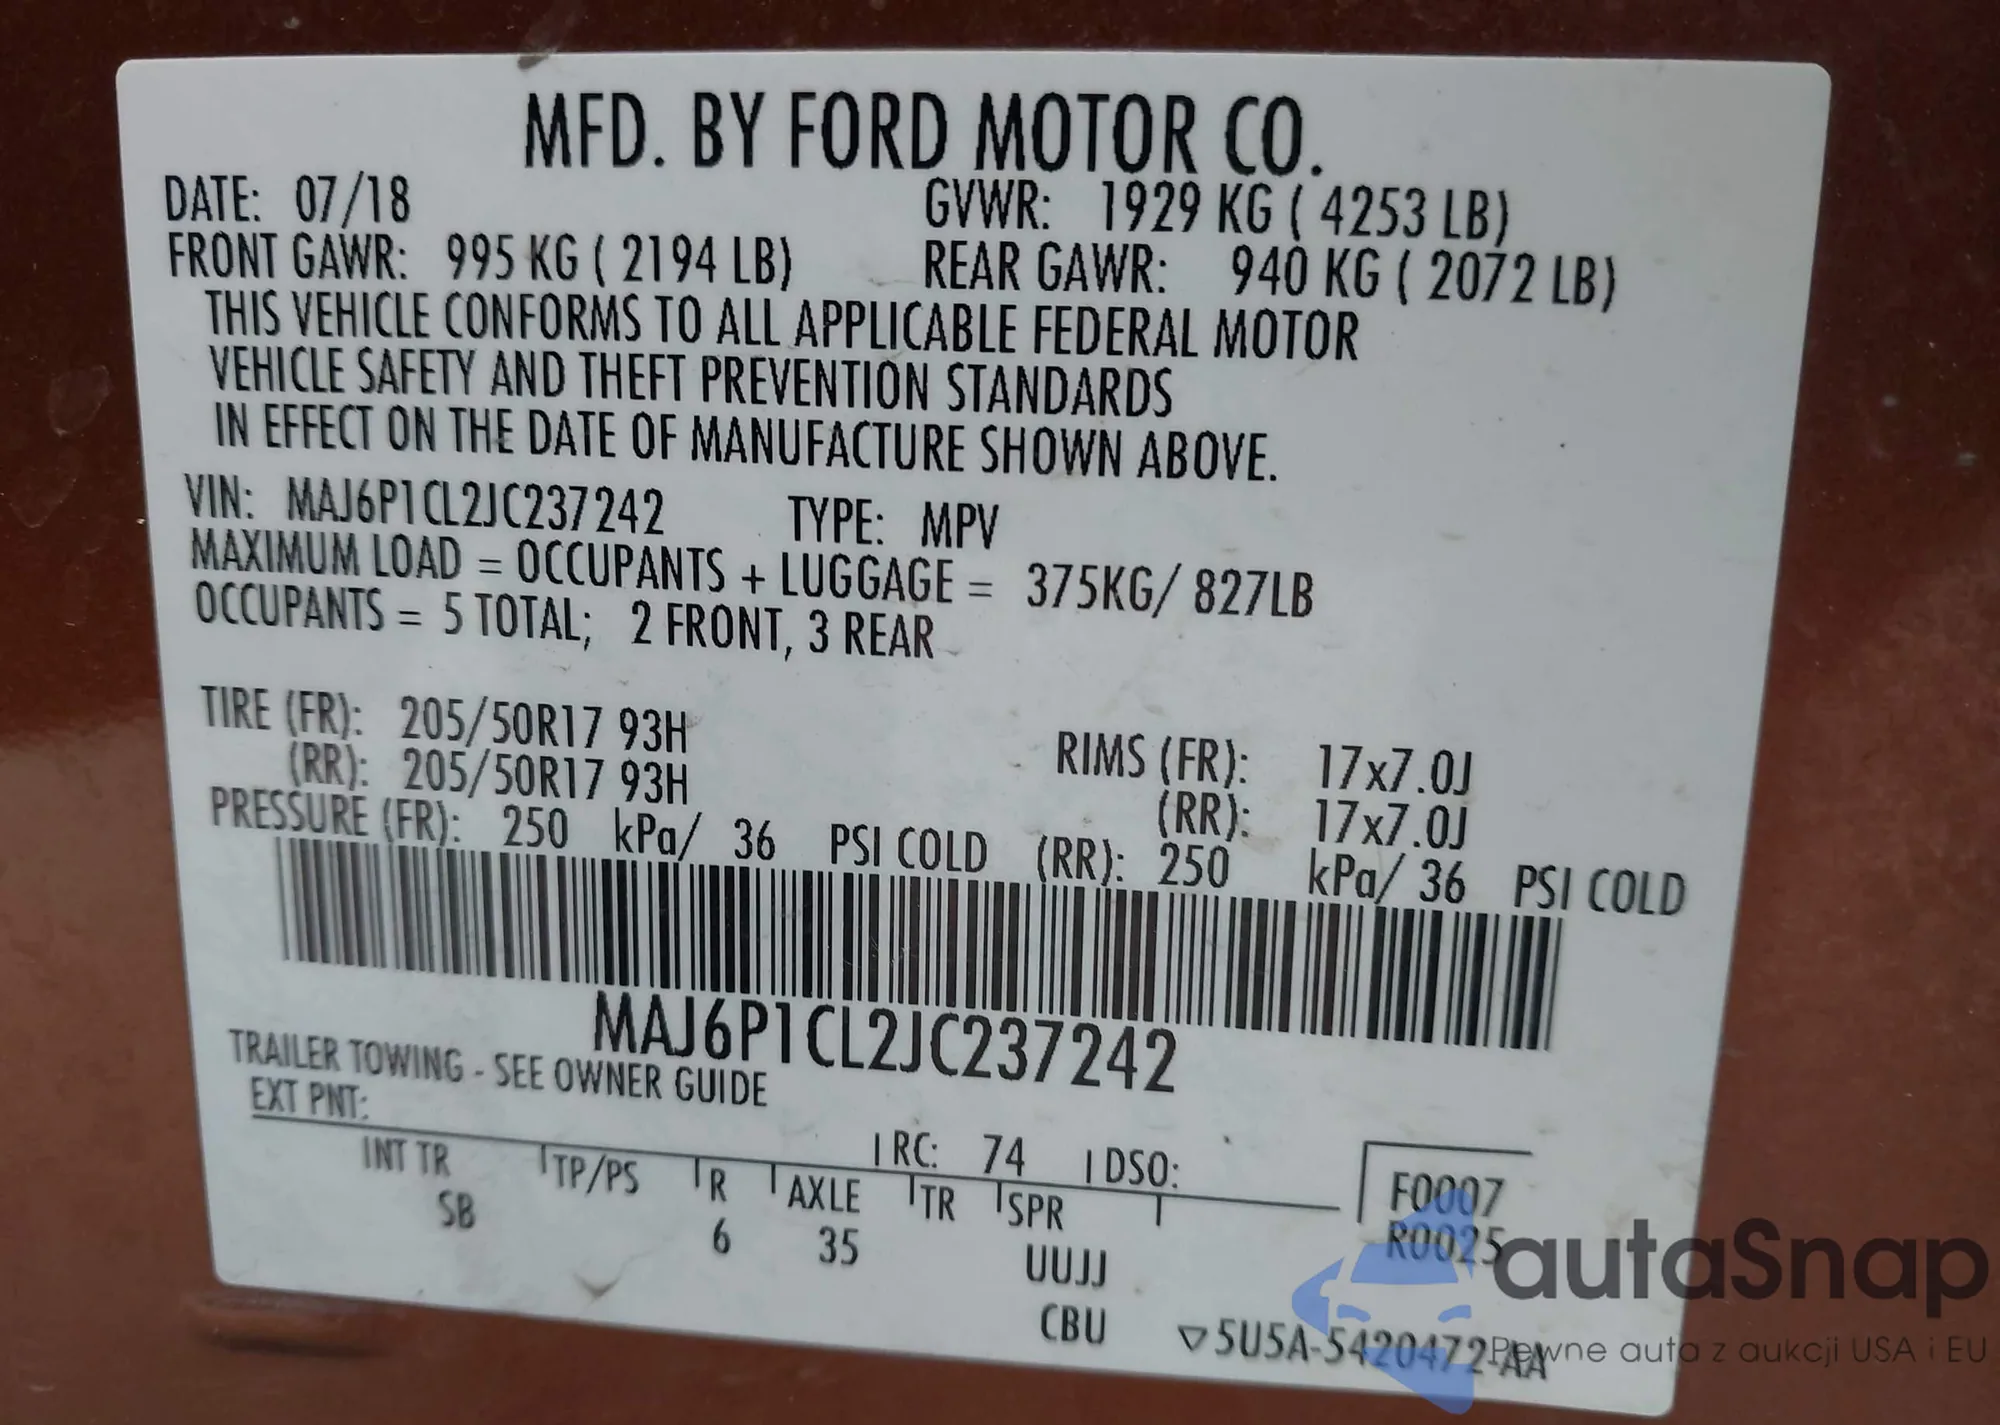 MFD. BY FORD MOTOR CO.
DATE: 07/18 GVWR: 1929 KG ( 4253 LB)
FRONT GAWR: 995 KG ( 2194 LB) REAR GAWR: 940 KG ( 2072 LB)
THIS VEHICLE CONFORMS TO ALL APPLICABLE FEDERAL MOTOR
VEHICLE SAFETY AND THEFT PREVENTION STANDARDS
IN EFFECT ON THE DATE OF MANUFACTURE SHOWN ABOVE.
VIN: MAJ6P1CL2JC237242 TYPE: MPV
MAXIMUM LOAD = OCCUPANTS + LUGGAGE = 375KG/ 827LB
OCCUPANTS = 5 TOTAL; 2 FRONT, 3 REAR
TIRE (FR): 205/50R17 93H RIMS (FR): 17x7.0J
(RR): 205/50R17 93H (RR): 17x7.0J
PRESSURE (FR): 250 kPa/ 36 PSI COLD (RR): 250 kPa/ 36 PSI COLD
MAJ6P1CL2JC237242
TRAILER TOWING - SEE OWNER GUIDE
EXT PNT: RC: 74 DSO: F0007
INT TR TP/PS R AXLE TR SPR R0025
SB 6 35 UUJJ
CBU ▽5U5A-5420472-AA
autaSnap
Pewne auta z aukcji USA i EU